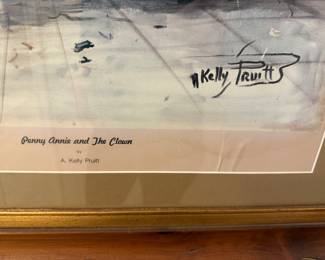 A Kelly Pruitt
Penny Annie and The Clown
by
A. Kelly Pruitt